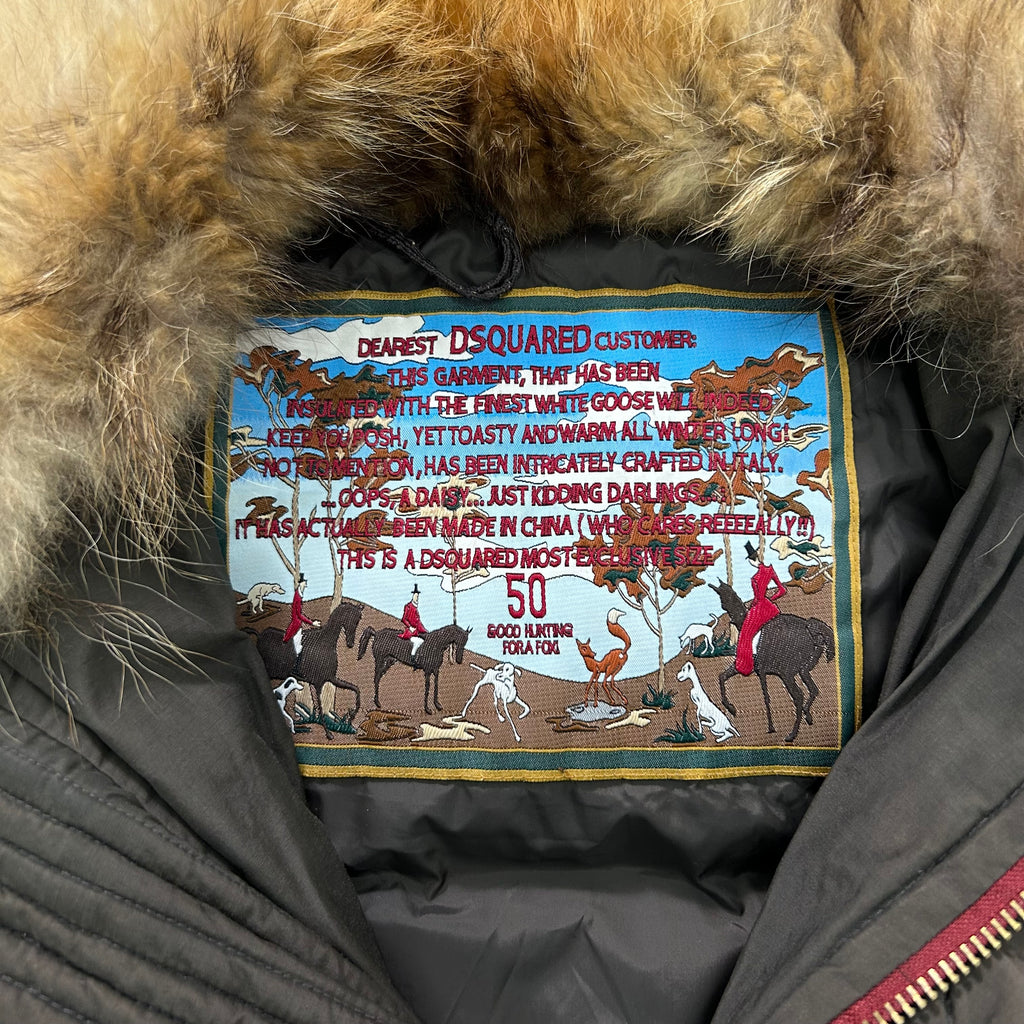 DEAREST DSQUARED CUSTOMER:
THIS GARMENT, THAT HAS BEEN
INSULATED WITH THE FINEST WHITE GOOSE WILL INDEED
KEEP YOU POSH, YET TOASTY AND WARM ALL WINTER LONG!
NOT TO MENTION, HAS BEEN INTRICATELY CRAFTED IN ITALY.
...OOPS, A DAISY... JUST KIDDING DARLINGS...
IT HAS ACTUALLY BEEN MADE IN CHINA (WHO CARES REEEEALLY!!)
THIS IS A DSQUARED MOST EXCLUSIVE SIZE
50
GOOD HUNTING
FOR A FOX!